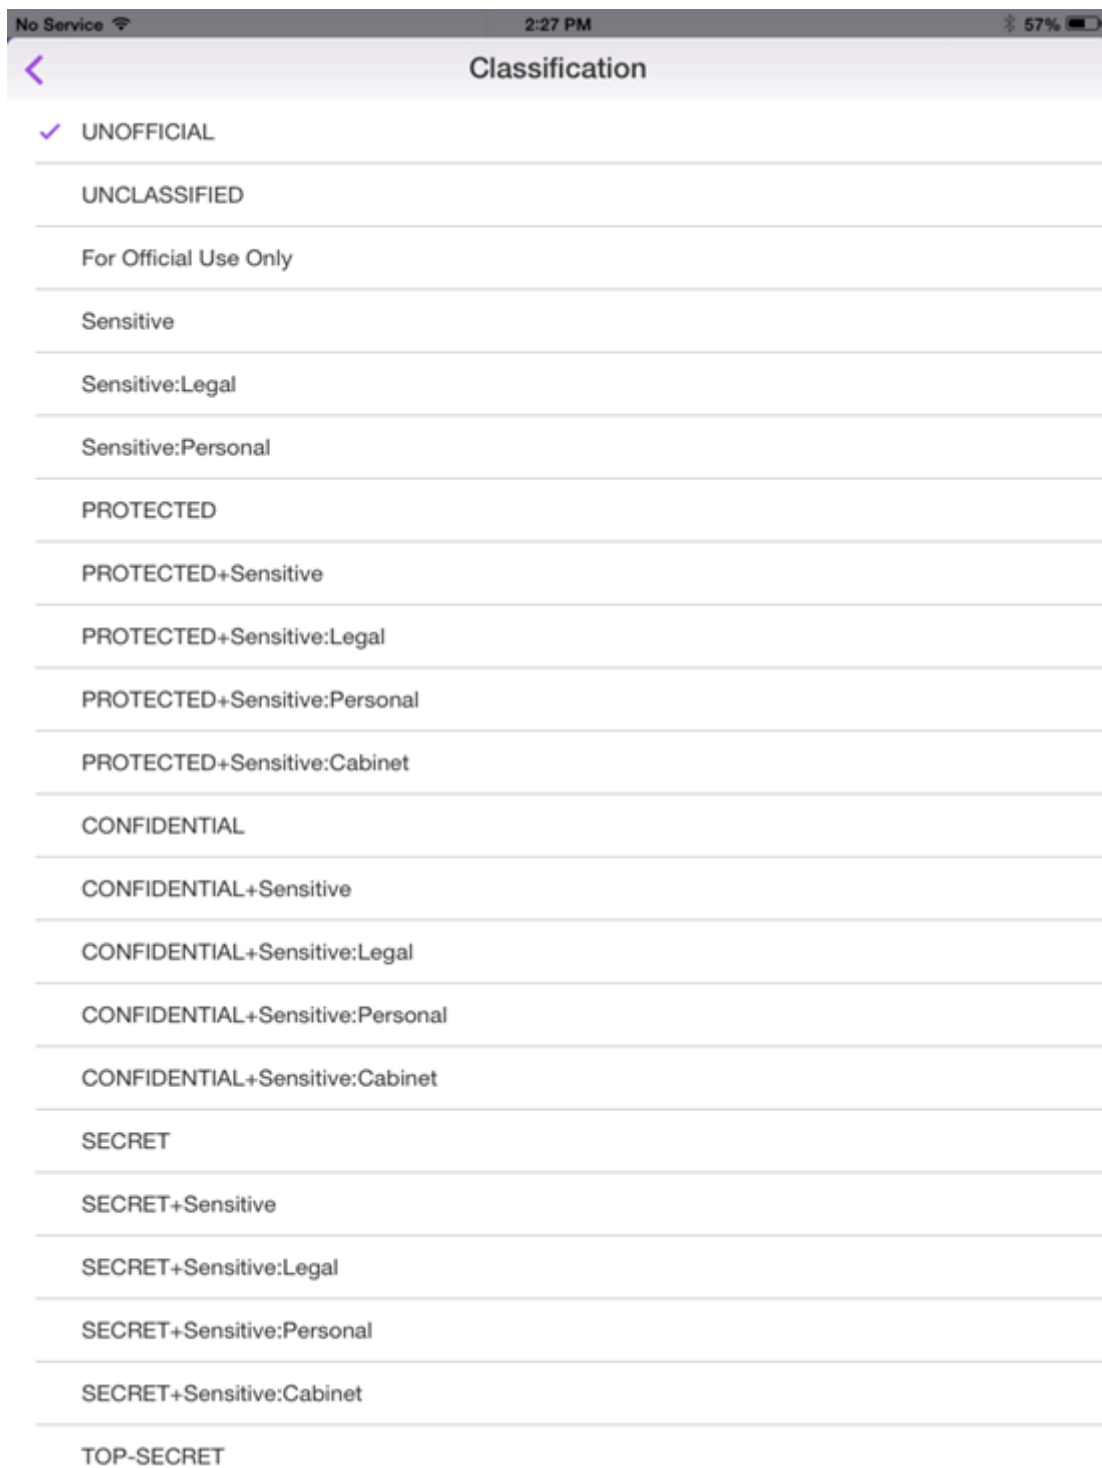 No Service 2:27 PM 57%
Classification
UNOFFICIAL
UNCLASSIFIED
For Official Use Only
Sensitive
Sensitive:Legal
Sensitive:Personal
PROTECTED
PROTECTED+Sensitive
PROTECTED+Sensitive:Legal
PROTECTED+Sensitive:Personal
PROTECTED+Sensitive:Cabinet
CONFIDENTIAL
CONFIDENTIAL+Sensitive
CONFIDENTIAL+Sensitive:Legal
CONFIDENTIAL+Sensitive:Personal
CONFIDENTIAL+Sensitive:Cabinet
SECRET
SECRET+Sensitive
SECRET+Sensitive:Legal
SECRET+Sensitive:Personal
SECRET+Sensitive:Cabinet
TOP-SECRET